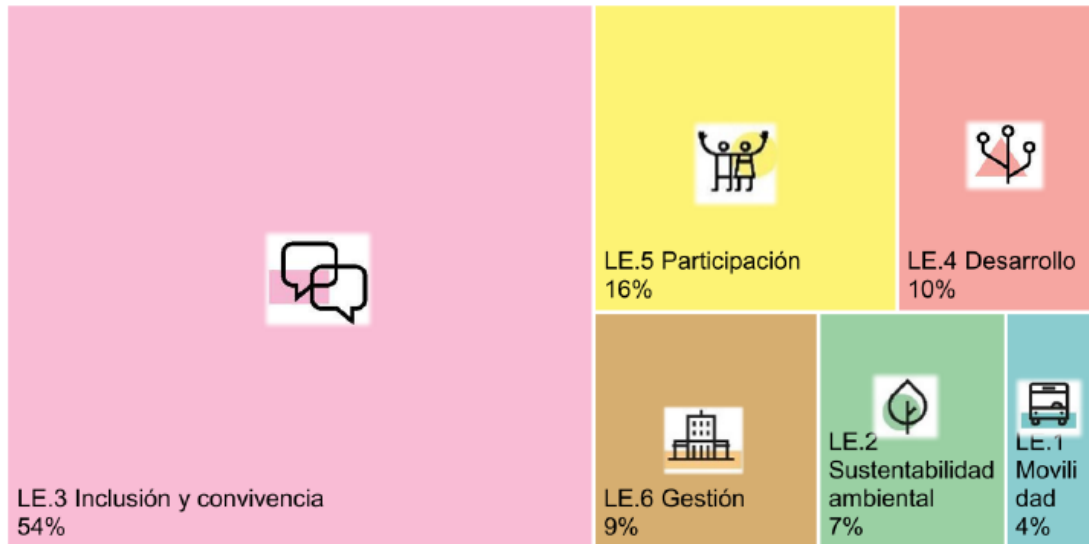 LE.3 Inclusión y convivencia
54%
LE.5 Participación
16%
LE.4 Desarrollo
10%
LE.6 Gestión
9%
LE.2
Sustentabilidad
ambiental
7%
LE.1
Movili
dad
4%